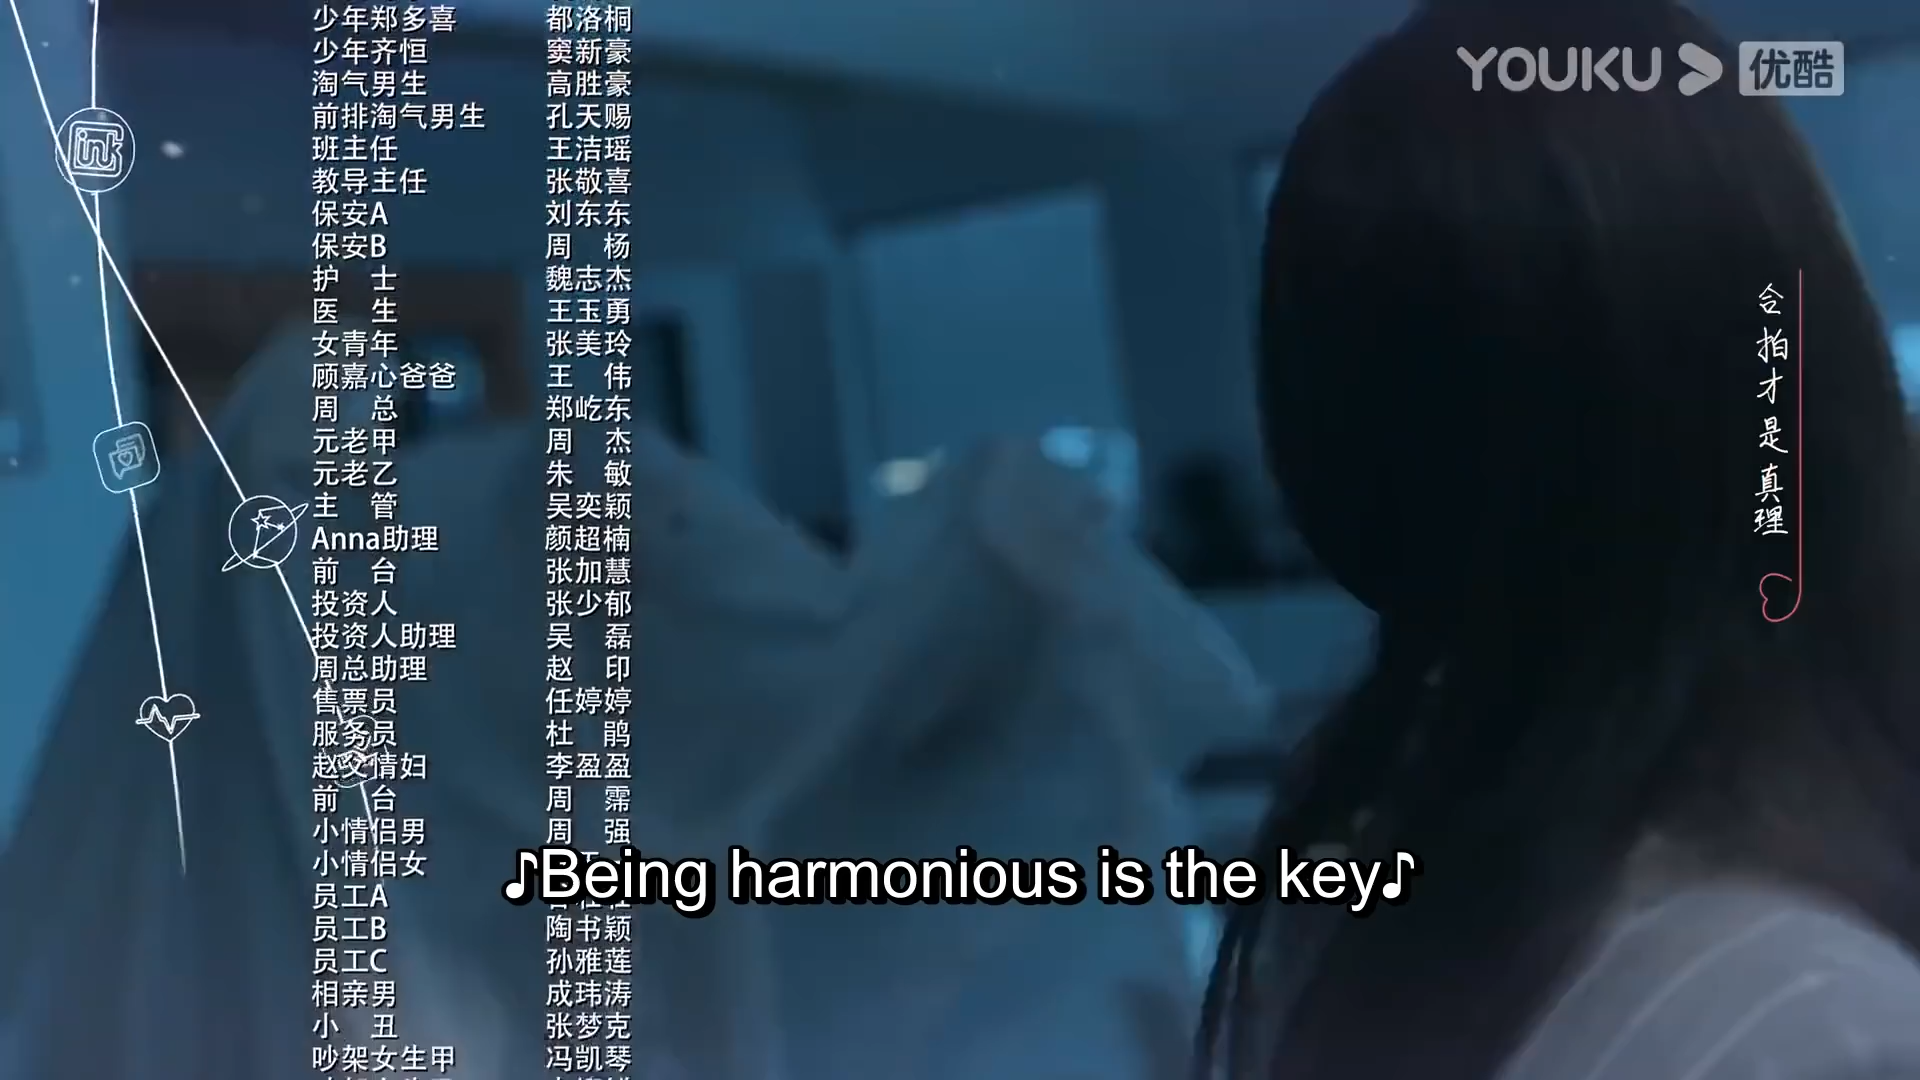 少年郑多喜 都洛桐
少年齐恒 窦新豪
淘气男生 高胜豪
前排淘气男生 孔天赐
班主任 王洁瑶
教导主任 张敬喜
保安A 刘东东
保安B 周 杨
护 士 魏志杰
医 生 王玉勇
女青年 张美玲
顾嘉心爸爸 王 伟
周 总 郑屹东
元老甲 周 杰
元老乙 朱 敏
主 管 吴奕颖
Anna助理 颜超楠
前 台 张加慧
投资人 张少郁
投资人助理 吴 磊
周总助理 赵 印
售票员 任婷婷
服务员 杜 鹃
赵父情妇 李盈盈
前 台 周 霈
小情侣男 周 强
小情侣女
员工A
员工B 陶书颖
员工C 孙雅莲
相亲男 成玮涛
小 丑 张梦克
吵架女生甲 冯凯琴
YOUKU 优酷
合拍才是真理
♪Being harmonious is the key♪
ink